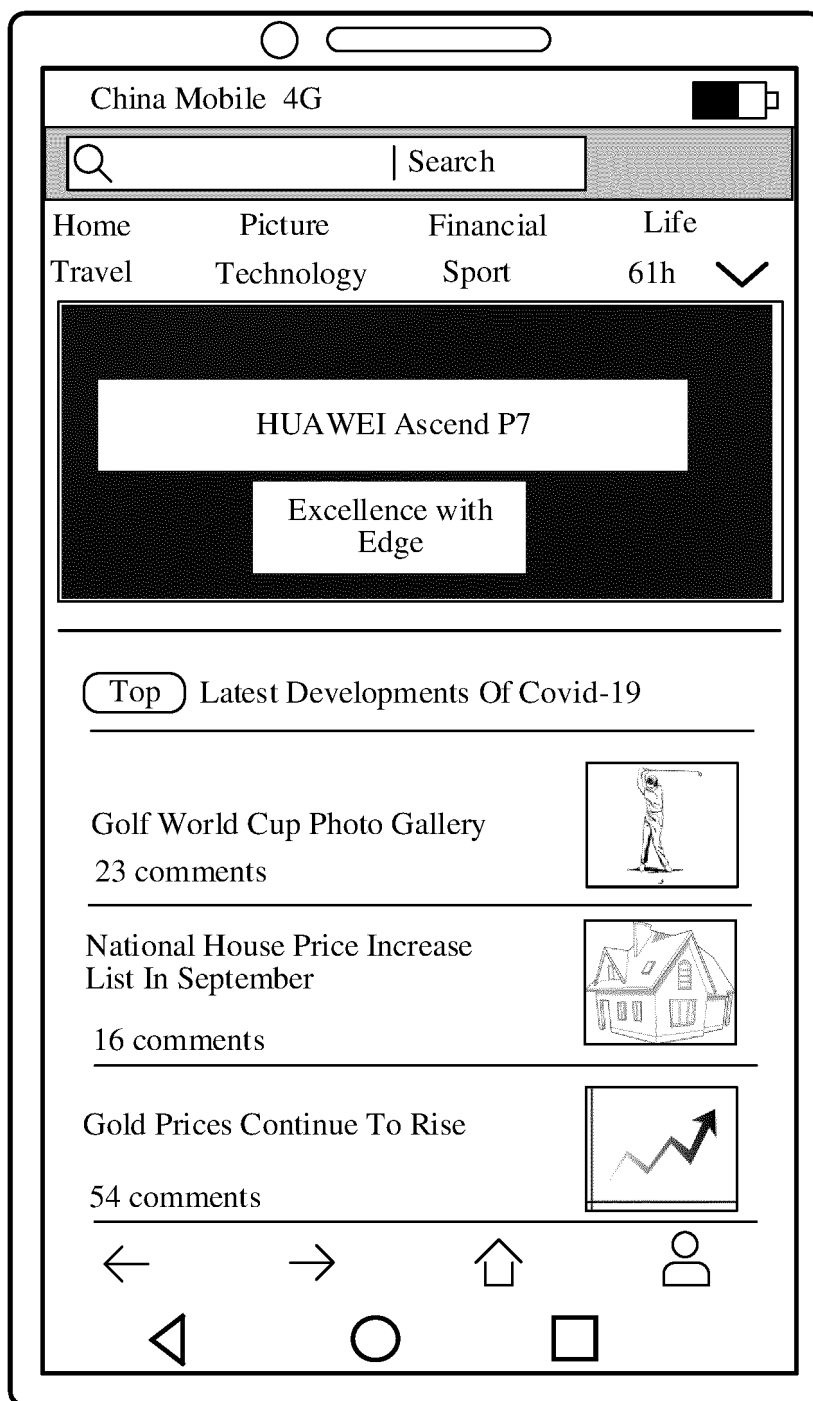 China Mobile 4G
Search
Home Picture Financial Life
Travel Technology Sport 61h
HUAWEI Ascend P7
Excellence with
Edge
Top Latest Developments Of Covid-19
Golf World Cup Photo Gallery
23 comments
National House Price Increase
List In September
16 comments
Gold Prices Continue To Rise
54 comments